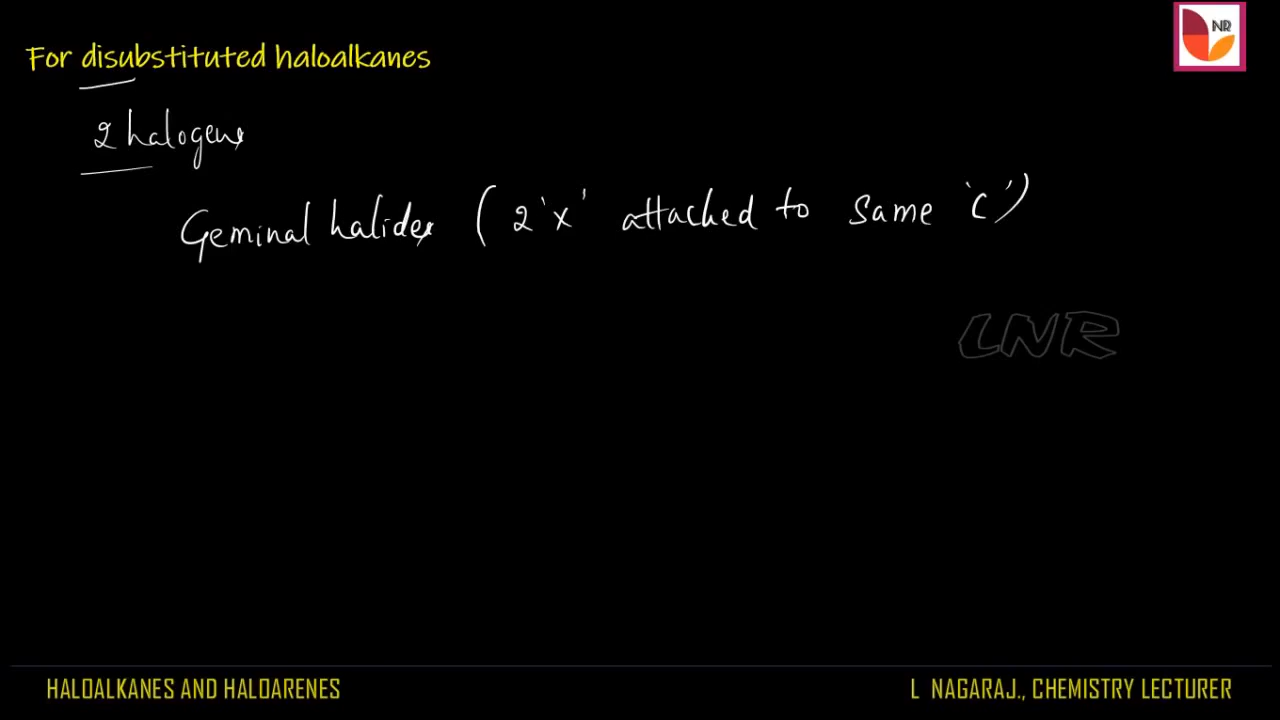 For disubstituted haloalkanes
NR
2 halogens
Geminal halides ( 2 'x' attached to same 'c')
LNR
HALOALKANES AND HALOARENES
L NAGARAJ., CHEMISTRY LECTURER